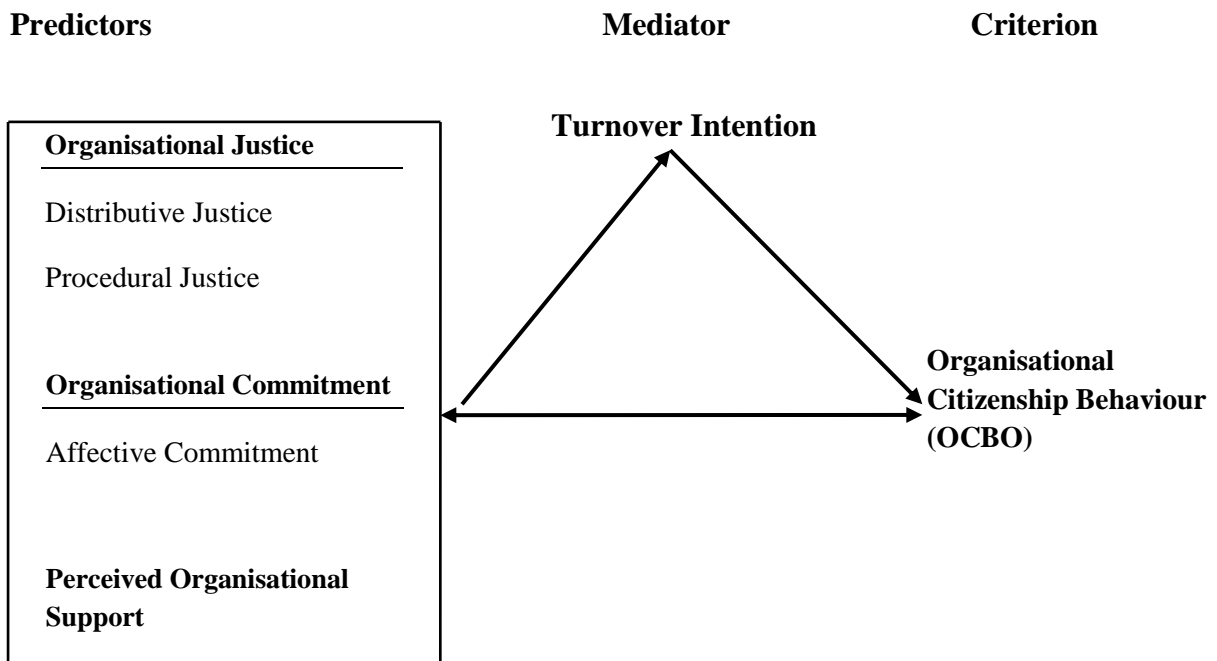 Predictors Mediator Criterion
Turnover Intention
Organisational Justice
Distributive Justice
Procedural Justice
Organisational Commitment
Affective Commitment
Perceived Organisational
Support
Organisational
Citizenship Behaviour
(OCBO)